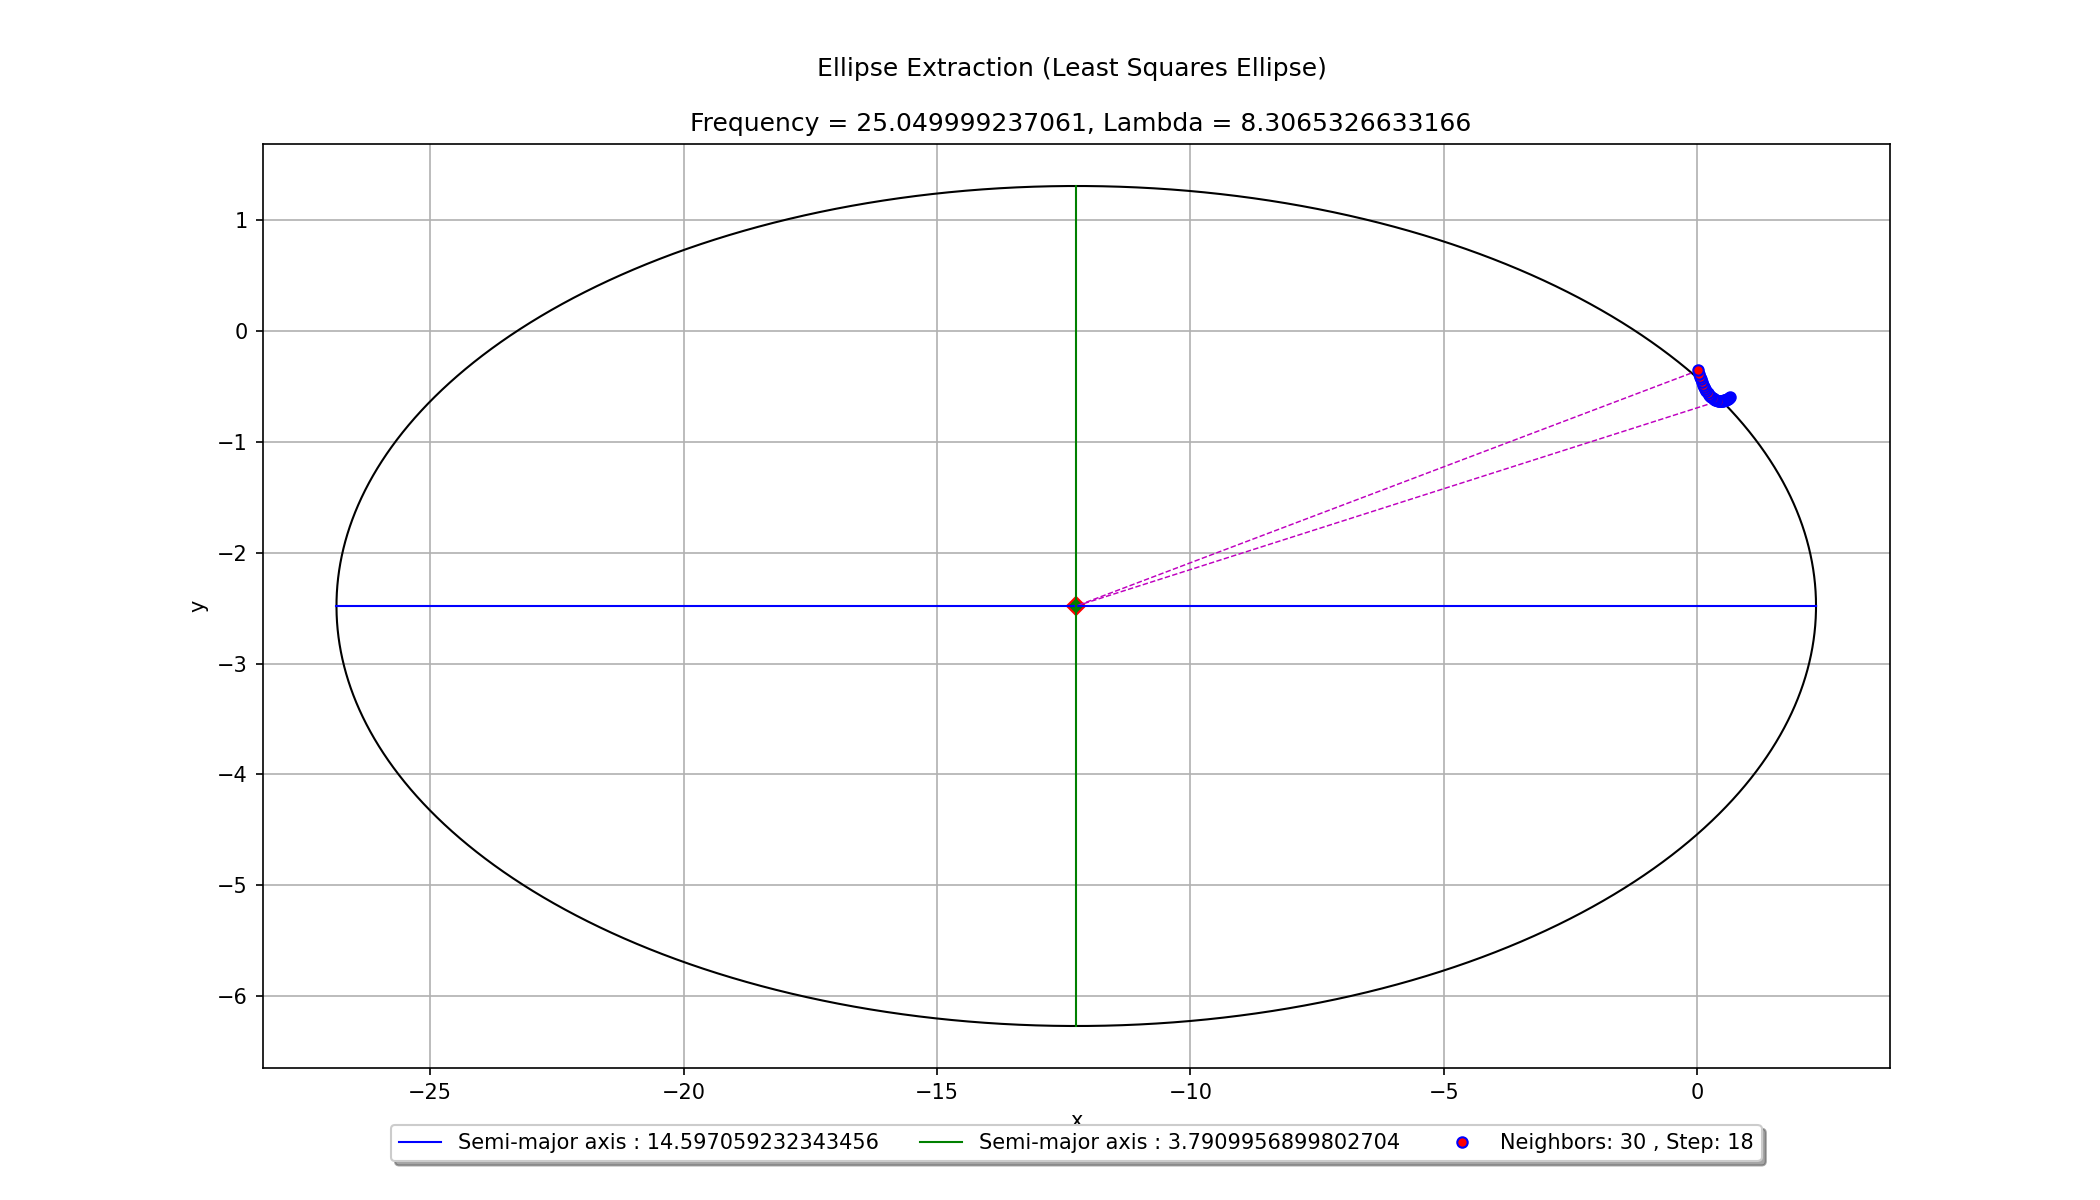 Ellipse Extraction (Least Squares Ellipse)
Frequency = 25.049999237061, Lambda = 8.3065326633166
1
0
−1
−2
−3
−4
−5
−6
y
−25
−20
−15
−10
−5
0
x
Semi-major axis : 14.597059232343456
Semi-major axis : 3.7909956899802704
Neighbors: 30 , Step: 18